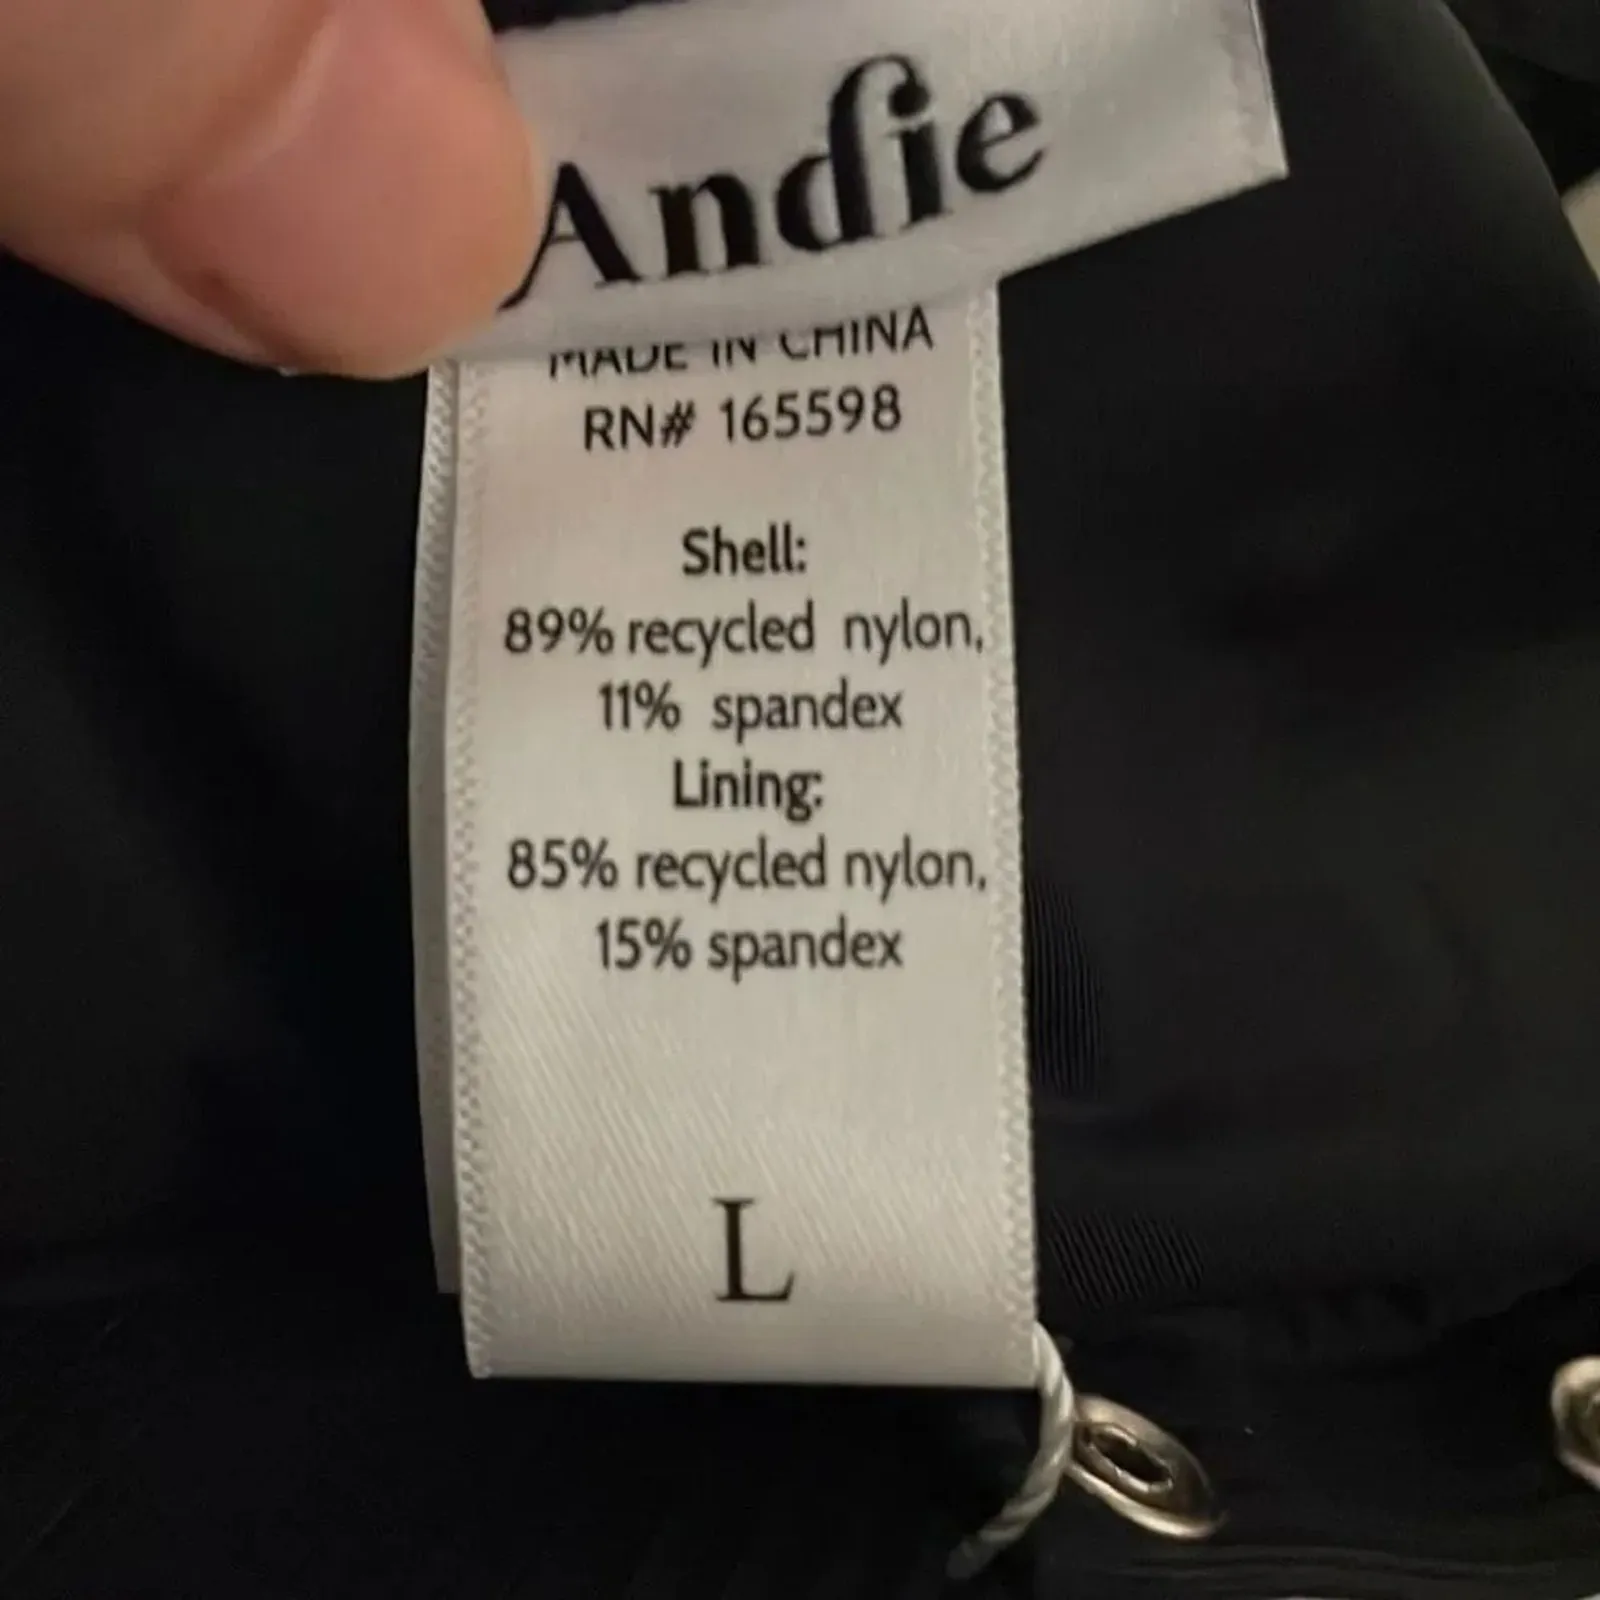 Andie
MADE IN CHINA
RN# 165598
Shell:
89% recycled nylon,
11% spandex
Lining:
85% recycled nylon,
15% spandex
L